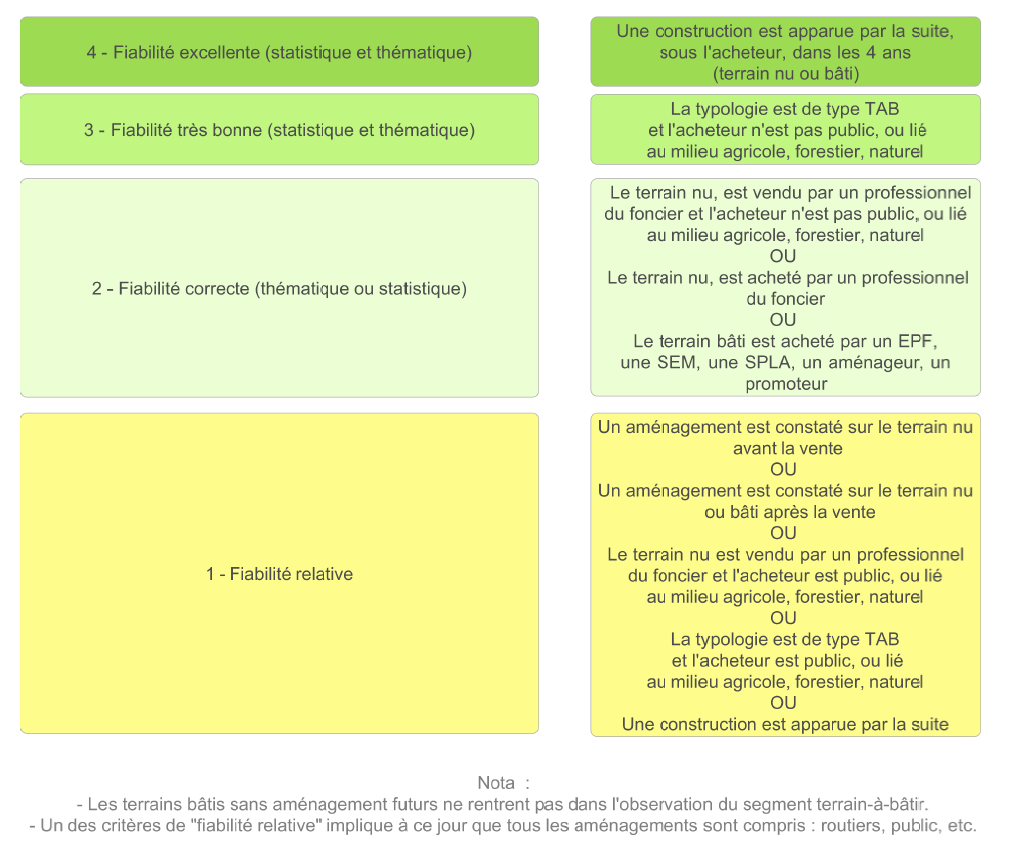 4 - Fiabilité excellente (statistique et thématique)
Une construction est apparue par la suite,
sous l'acheteur, dans les 4 ans
(terrain nu ou bâti)
3 - Fiabilité très bonne (statistique et thématique)
La typologie est de type TAB
et l'acheteur n'est pas public, ou lié
au milieu agricole, forestier, naturel
2 - Fiabilité correcte (thématique ou statistique)
Le terrain nu, est vendu par un professionnel
du foncier et l'acheteur n'est pas public, ou lié
au milieu agricole, forestier, naturel
OU
Le terrain nu, est acheté par un professionnel
du foncier
OU
Le terrain bâti est acheté par un EPF,
une SEM, une SPLA, un aménageur, un
promoteur
1 - Fiabilité relative
Un aménagement est constaté sur le terrain nu
avant la vente
OU
Un aménagement est constaté sur le terrain nu
ou bâti après la vente
OU
Le terrain nu est vendu par un professionnel
du foncier et l'acheteur est public, ou lié
au milieu agricole, forestier, naturel
OU
La typologie est de type TAB
et l'acheteur est public, ou lié
au milieu agricole, forestier, naturel
OU
Une construction est apparue par la suite
Nota :
- Les terrains bâtis sans aménagement futurs ne rentrent pas dans l'observation du segment terrain-à-bâtir.
- Un des critères de "fiabilité relative" implique à ce jour que tous les aménagements sont compris : routiers, public, etc.